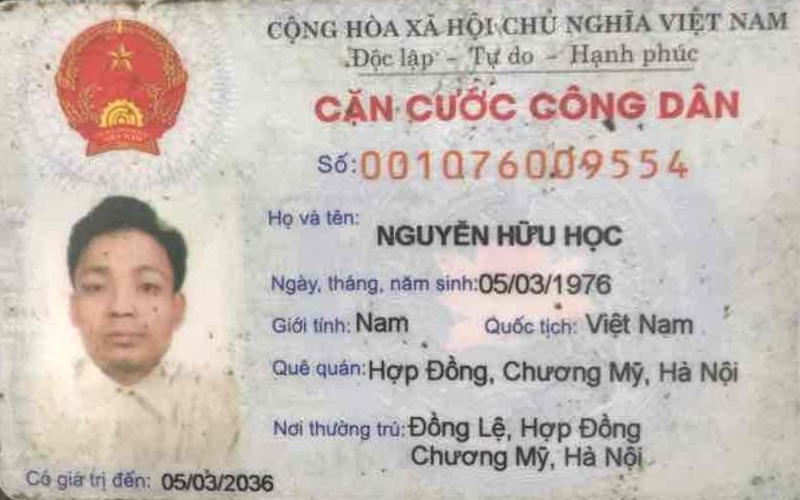 CỘNG HÒA XÃ HỘI CHỦ NGHĨA VIỆT NAM
Độc lập - Tự do - Hạnh phúc
CĂN CƯỚC CÔNG DÂN
Số: 001076009554
Họ và tên:
NGUYỄN HỮU HỌC
Ngày, tháng, năm sinh: 05/03/1976
Giới tính: Nam Quốc tịch: Việt Nam
Quê quán: Hợp Đồng, Chương Mỹ, Hà Nội
Nơi thường trú: Đồng Lệ, Hợp Đồng
Chương Mỹ, Hà Nội
Có giá trị đến: 05/03/2036